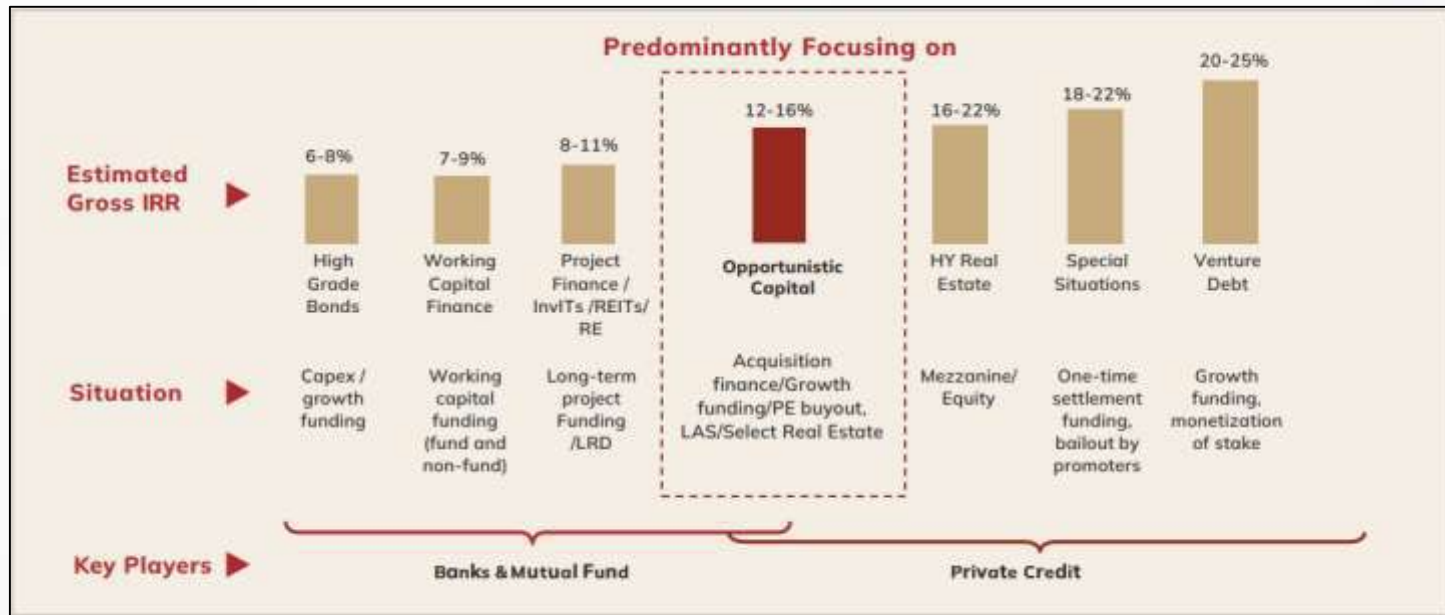 Predominantly Focusing on
Estimated
Gross IRR
6-8%
7-9%
8-11%
12-16%
16-22%
18-22%
20-25%
High
Grade
Bonds
Working
Capital
Finance
Project
Finance /
InvITs /REITs/
RE
Opportunistic
Capital
HY Real
Estate
Special
Situations
Venture
Debt
Situation
Capex /
growth
funding
Working
capital
funding
(fund and
non-fund)
Long-term
project
Funding
/LRD
Acquisition
finance/Growth
funding/PE buyout,
LAS/Select Real Estate
Mezzanine/
Equity
One-time
settlement
funding,
bailout by
promoters
Growth
funding,
monetization
of stake
Key Players
Banks & Mutual Fund
Private Credit